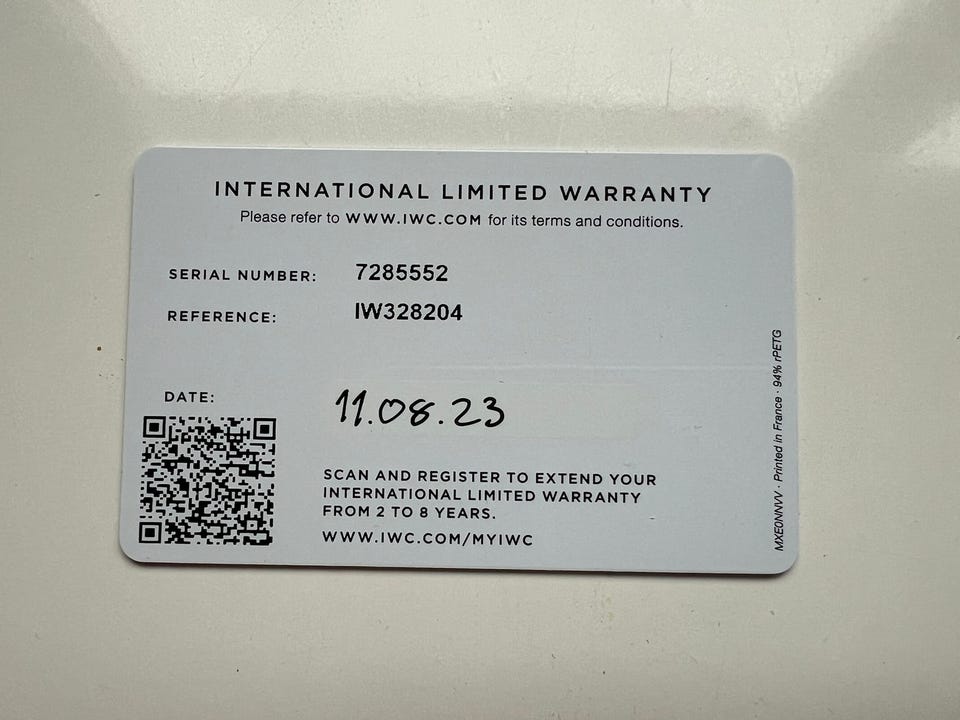 INTERNATIONAL LIMITED WARRANTY
Please refer to WWW.IWC.COM for its terms and conditions.
SERIAL NUMBER: 7285552
REFERENCE: IW328204
DATE: 11.08.23
SCAN AND REGISTER TO EXTEND YOUR
INTERNATIONAL LIMITED WARRANTY
FROM 2 TO 8 YEARS.
WWW.IWC.COM/MYIWC
MXE0NNVV · Printed in France · 94% rPETG